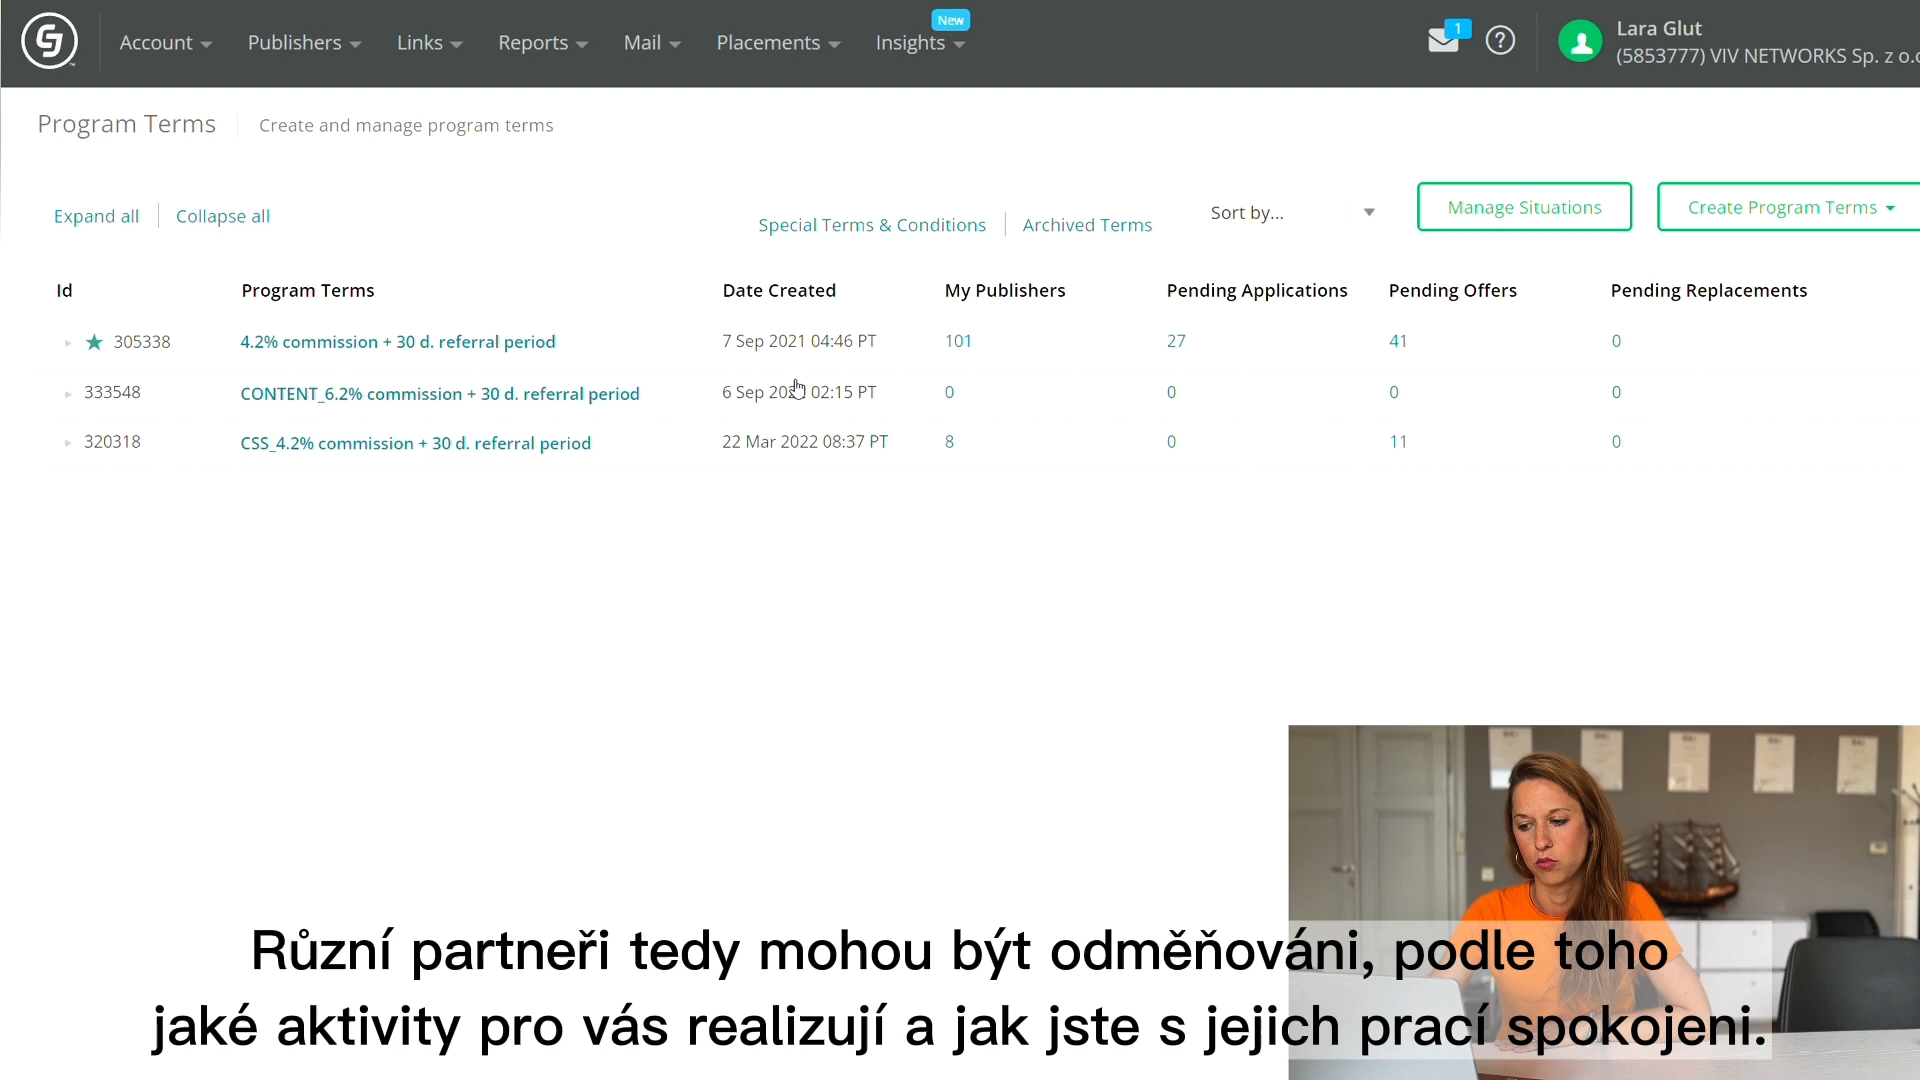 Account
Publishers
Links
Reports
Mail
Placements
Insights
New
1
?
Lara Glut
(5853777) VIV NETWORKS Sp. z o.o
Program Terms
Create and manage program terms
Expand all
Collapse all
Special Terms & Conditions
Archived Terms
Sort by...
Manage Situations
Create Program Terms
Id Program Terms Date Created My Publishers Pending Applications Pending Offers Pending Replacements
305338 4.2% commission + 30 d. referral period 7 Sep 2021 04:46 PT 101 27 41 0
333548 CONTENT_6.2% commission + 30 d. referral period 6 Sep 02:15 PT 0 0 0 0
320318 CSS_4.2% commission + 30 d. referral period 22 Mar 2022 08:37 PT 8 0 11 0
Různí partneři tedy mohou být odměňováni, podle toho
jaké aktivity pro vás realizují a jak jste s jejich prací spokojeni.